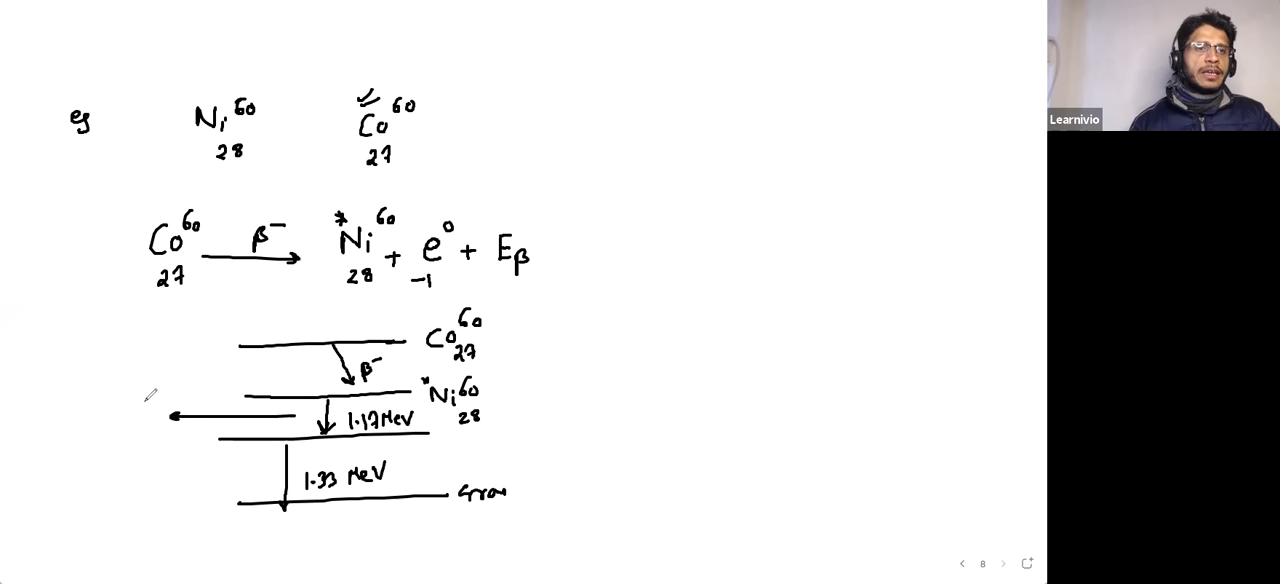 eg Ni 60 28 Co 60 27
Co 60 27 β⁻ → *Ni 60 28 + e 0 -1 + Eβ
Co 60 27
β⁻
*Ni 60 28
1.17 MeV
1.33 MeV
Learnivio
8